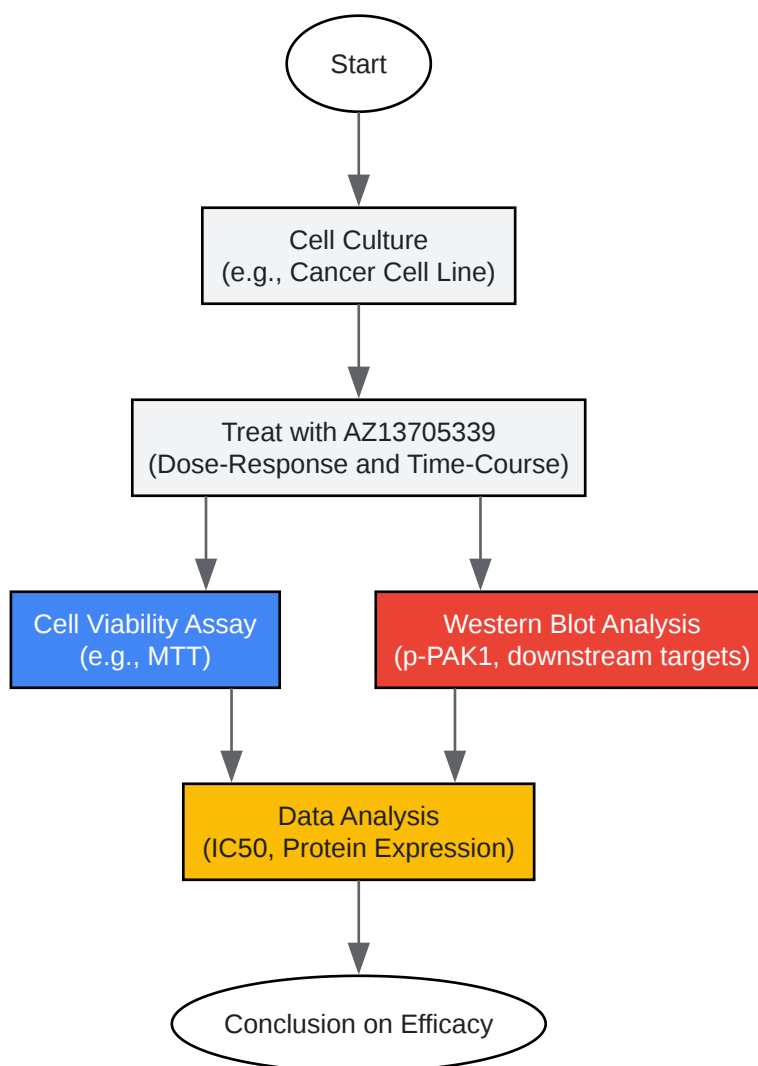 Start
Cell Culture
(e.g., Cancer Cell Line)
Treat with AZ13705339
(Dose-Response and Time-Course)
Cell Viability Assay
(e.g., MTT)
Western Blot Analysis
(p-PAK1, downstream targets)
Data Analysis
(IC50, Protein Expression)
Conclusion on Efficacy